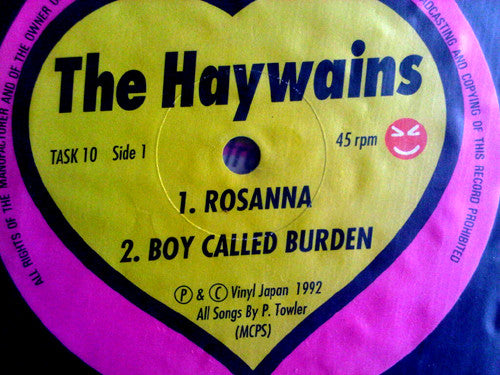 The Haywains
TASK 10 Side 1
45 rpm
1. ROSANNA
2. BOY CALLED BURDEN
Ⓟ & Ⓒ Vinyl Japan 1992
All Songs By P. Towler
(MCPS)
ALL RIGHTS OF THE MANUFACTURER AND OF THE OWNER O
OADCASTING AND COPYING OF THIS RECORD PROHIBITED